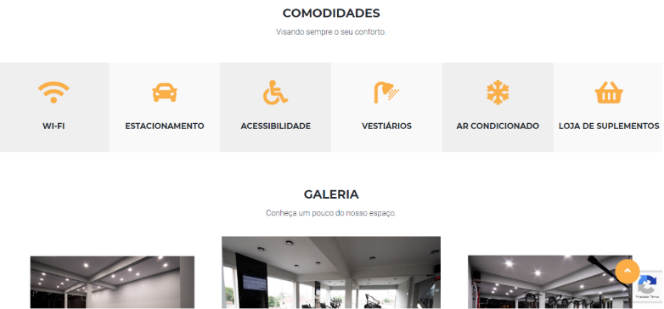 COMODIDADES
Visando sempre o seu conforto.
WI-FI
ESTACIONAMENTO
ACESSIBILIDADE
VESTIÁRIOS
AR CONDICIONADO
LOJA DE SUPLEMENTOS
GALERIA
Conheça um pouco do nosso espaço.